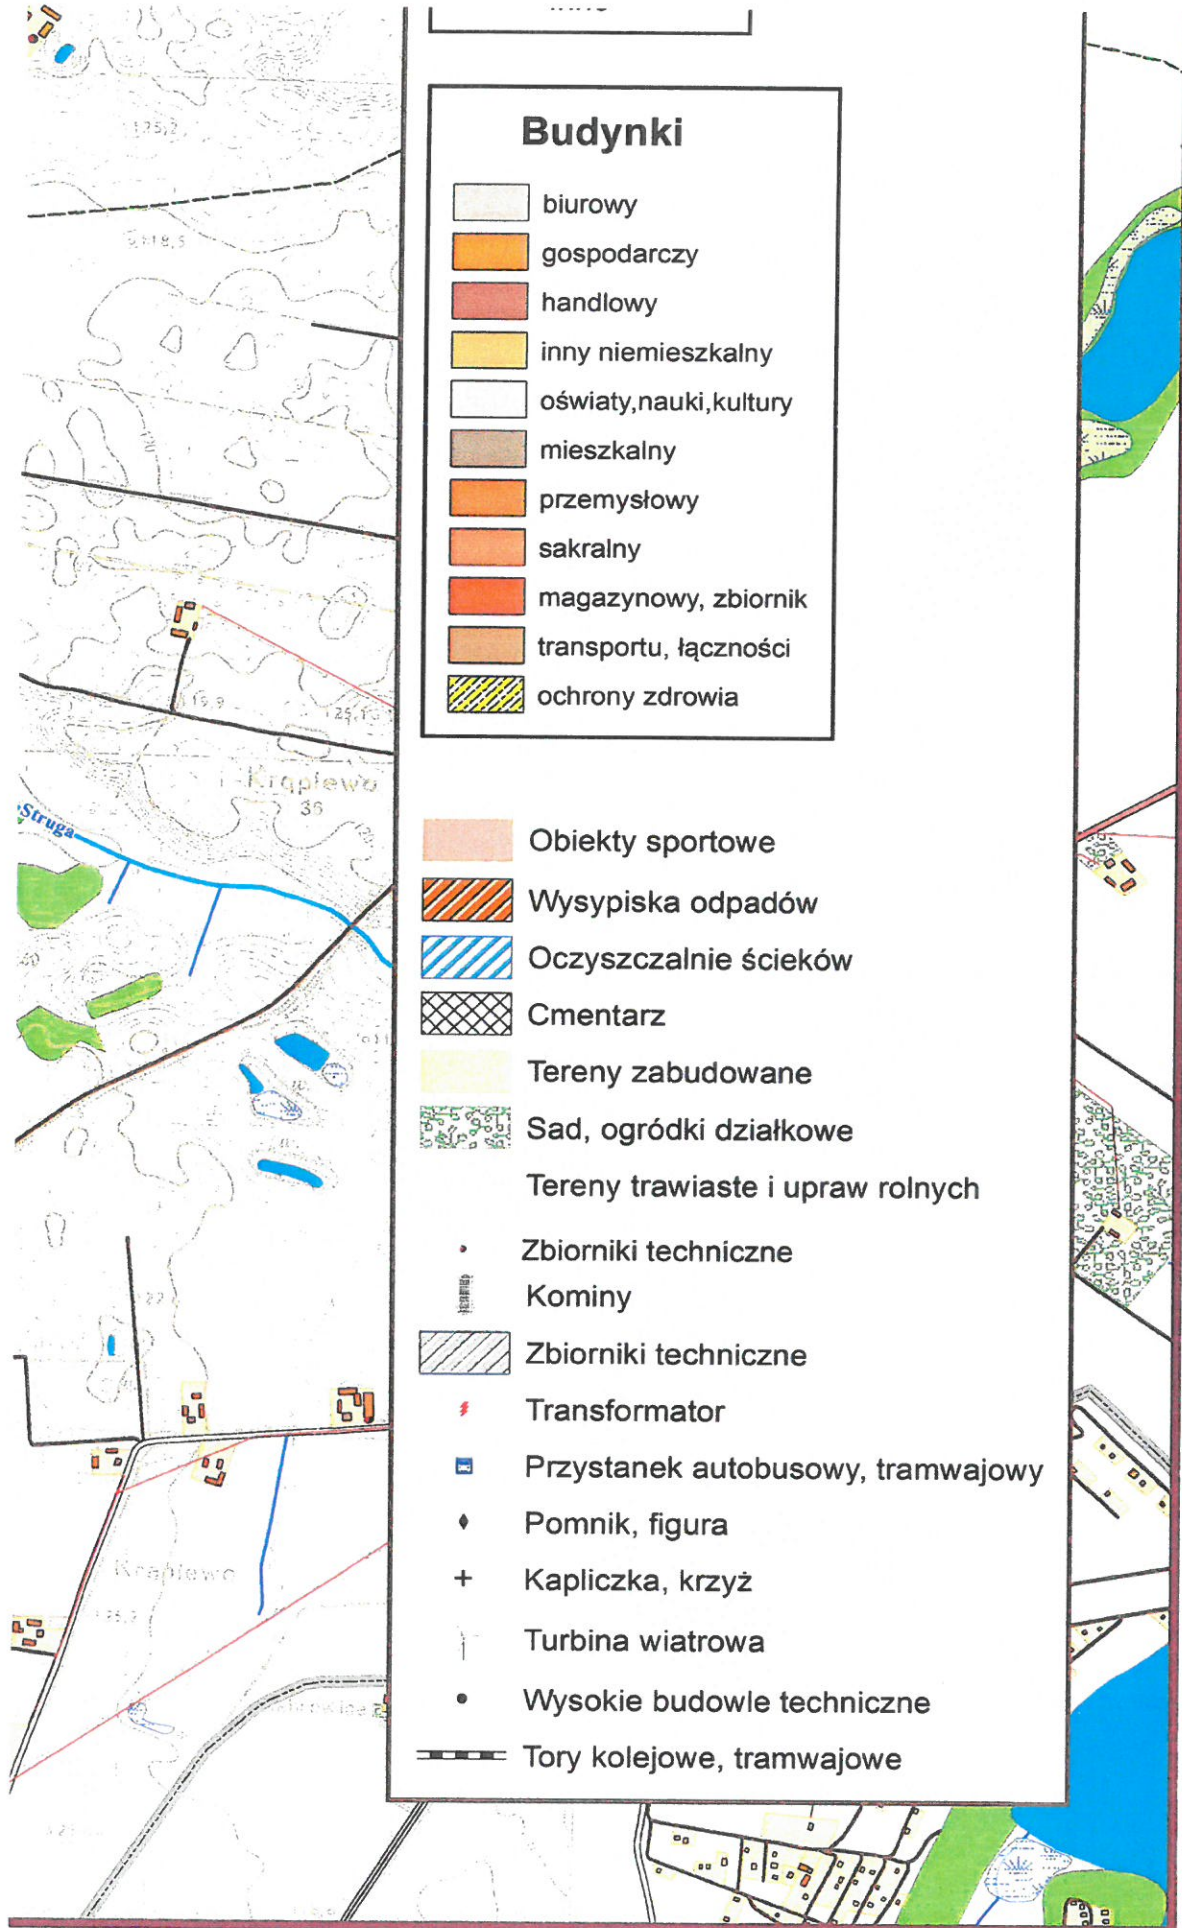 Budynki
biurowy
gospodarczy
handlowy
inny niemieszkalny
oświaty,nauki,kultury
mieszkalny
przemysłowy
sakralny
magazynowy, zbiornik
transportu, łączności
ochrony zdrowia
Krąplewo
36
Struga
Obiekty sportowe
Wysypiska odpadów
Oczyszczalnie ścieków
Cmentarz
Tereny zabudowane
Sad, ogródki działkowe
Tereny trawiaste i upraw rolnych
Zbiorniki techniczne
Kominy
Zbiorniki techniczne
Transformator
Przystanek autobusowy, tramwajowy
Pomnik, figura
Kapliczka, krzyż
Turbina wiatrowa
Wysokie budowle techniczne
Tory kolejowe, tramwajowe
Krąplewo